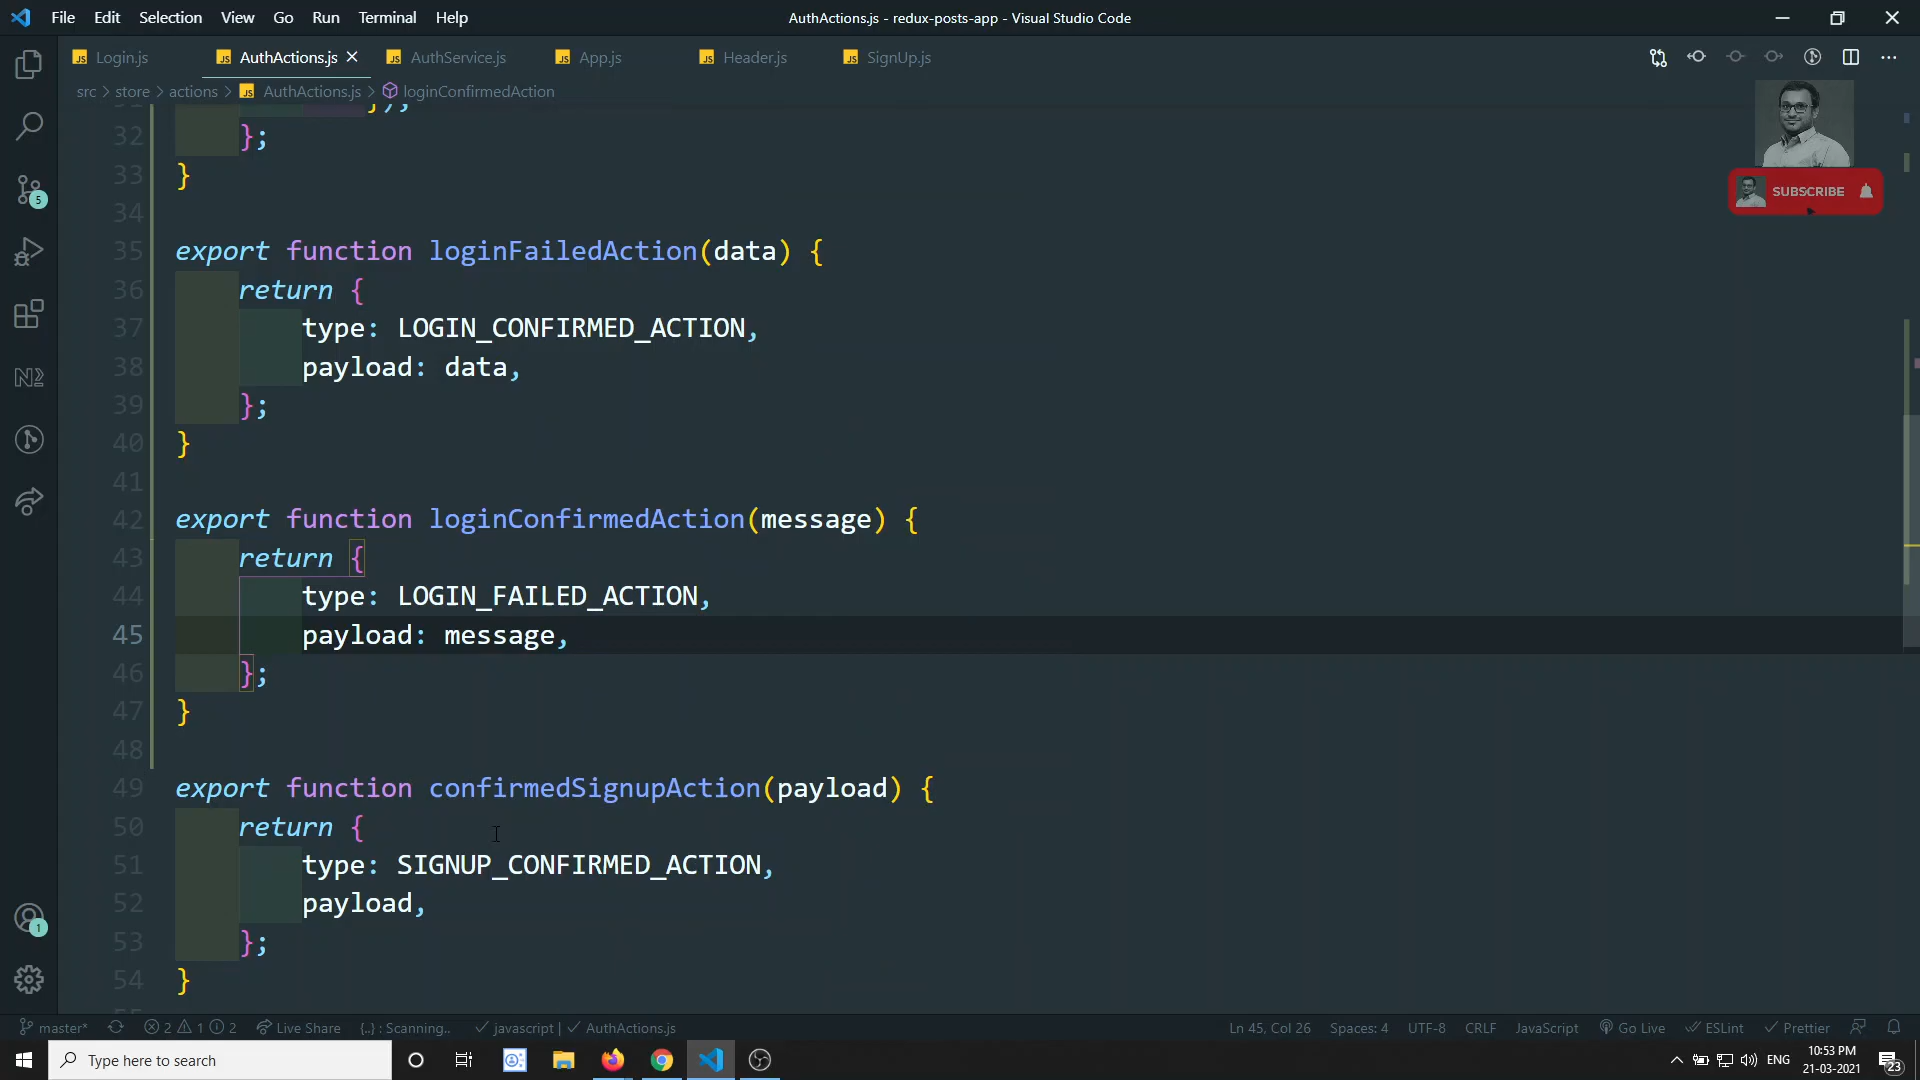 File Edit Selection View Go Run Terminal Help
AuthActions.js - redux-posts-app - Visual Studio Code
Login.js AuthActions.js AuthService.js App.js Header.js SignUp.js
src > store > actions > AuthActions.js > loginConfirmedAction
SUBSCRIBE
32 };
33 }
34
35 export function loginFailedAction(data) {
36 return {
37 type: LOGIN_CONFIRMED_ACTION,
38 payload: data,
39 };
40 }
41
42 export function loginConfirmedAction(message) {
43 return {
44 type: LOGIN_FAILED_ACTION,
45 payload: message,
46 };
47 }
48
49 export function confirmedSignupAction(payload) {
50 return {
51 type: SIGNUP_CONFIRMED_ACTION,
52 payload,
53 };
54 }
5
1
master* 2 1 2 Live Share {..} : Scanning.. javascript | AuthActions.js Ln 45, Col 26 Spaces: 4 UTF-8 CRLF JavaScript Go Live ESLint Prettier
Type here to search
ENG
10:53 PM
21-03-2021
23